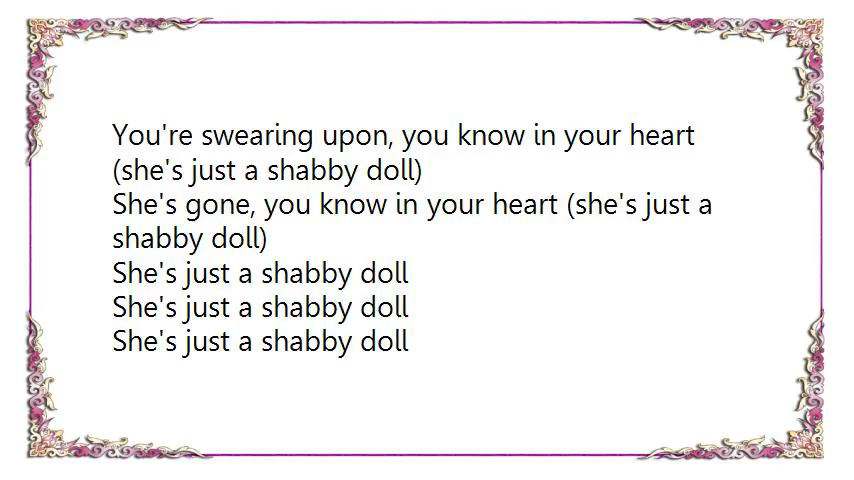 You're swearing upon, you know in your heart
(she's just a shabby doll)
She's gone, you know in your heart (she's just a
shabby doll)
She's just a shabby doll
She's just a shabby doll
She's just a shabby doll